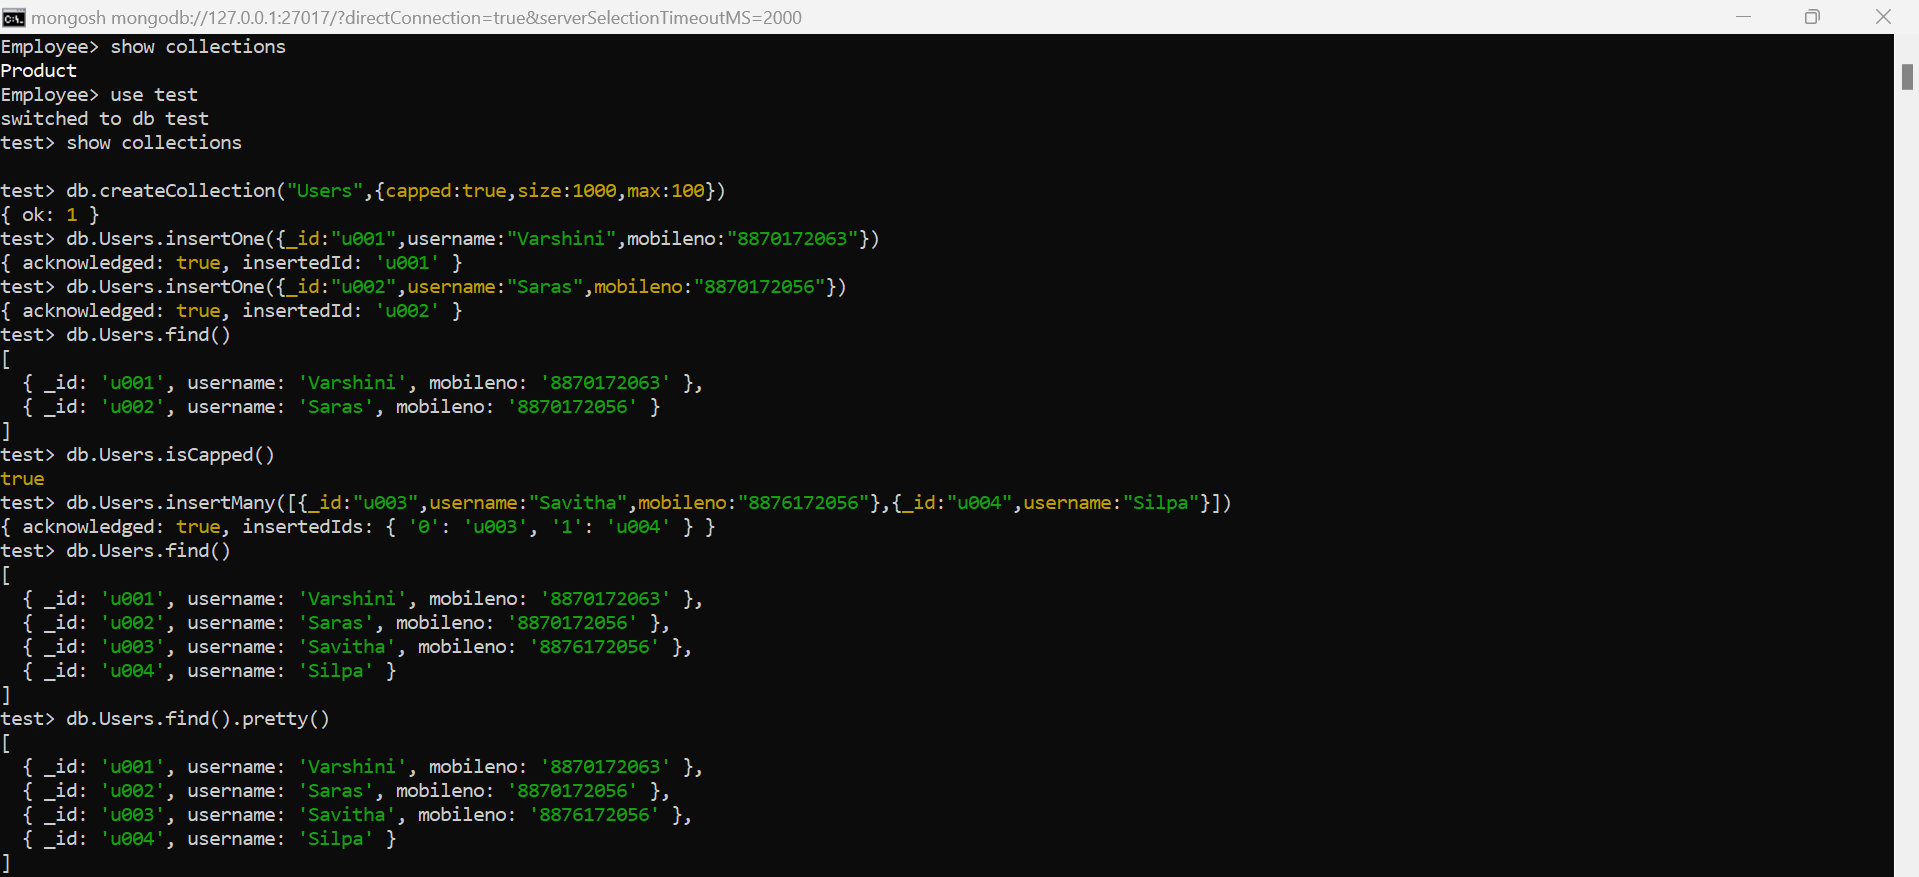 mongosh mongodb://127.0.0.1:27017/?directConnection=true&serverSelectionTimeoutMS=2000
Employee> show collections
Product
Employee> use test
switched to db test
test> show collections
test> db.createCollection("Users",{capped:true,size:1000,max:100})
{ ok: 1 }
test> db.Users.insertOne({_id:"u001",username:"Varshini",mobileno:"8870172063"})
{ acknowledged: true, insertedId: 'u001' }
test> db.Users.insertOne({_id:"u002",username:"Saras",mobileno:"8870172056"})
{ acknowledged: true, insertedId: 'u002' }
test> db.Users.find()
[
  { _id: 'u001', username: 'Varshini', mobileno: '8870172063' },
  { _id: 'u002', username: 'Saras', mobileno: '8870172056' }
]
test> db.Users.isCapped()
true
test> db.Users.insertMany([{_id:"u003",username:"Savitha",mobileno:"8876172056"},{_id:"u004",username:"Silpa"}])
{ acknowledged: true, insertedIds: { '0': 'u003', '1': 'u004' } }
test> db.Users.find()
[
  { _id: 'u001', username: 'Varshini', mobileno: '8870172063' },
  { _id: 'u002', username: 'Saras', mobileno: '8870172056' },
  { _id: 'u003', username: 'Savitha', mobileno: '8876172056' },
  { _id: 'u004', username: 'Silpa' }
]
test> db.Users.find().pretty()
[
  { _id: 'u001', username: 'Varshini', mobileno: '8870172063' },
  { _id: 'u002', username: 'Saras', mobileno: '8870172056' },
  { _id: 'u003', username: 'Savitha', mobileno: '8876172056' },
  { _id: 'u004', username: 'Silpa' }
]